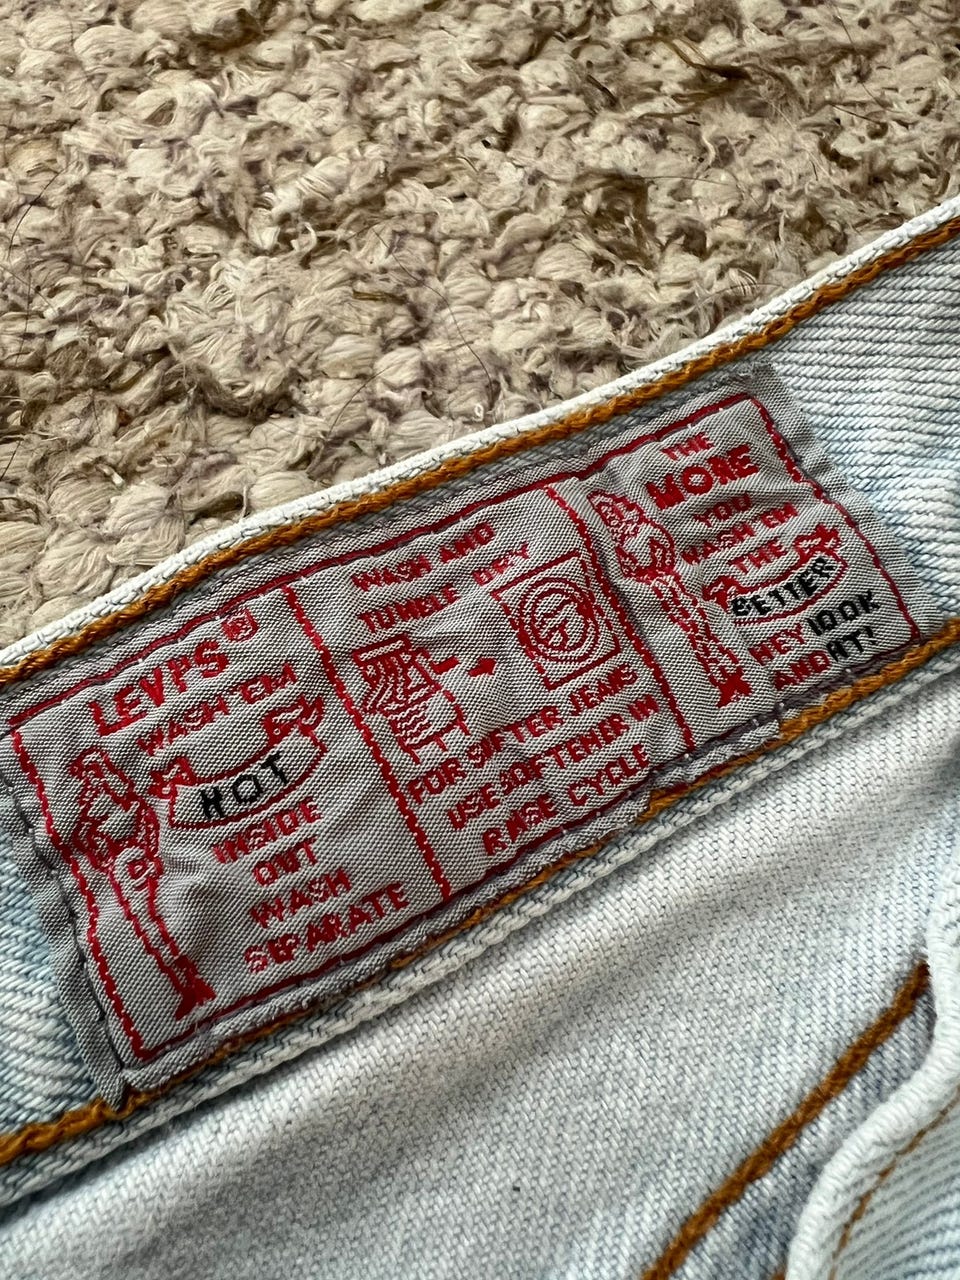 LEVI'S ®
WASH 'EM
HOT
INSIDE
OUT
WASH
SEPARATE
WASH AND
TUMBLE DRY
FOR SOFTER JEANS
USE SOFTENER IN
RINSE CYCLE
THE
MORE
YOU
WASH 'EM
THE
BETTER
THEY LOOK
AND FIT!